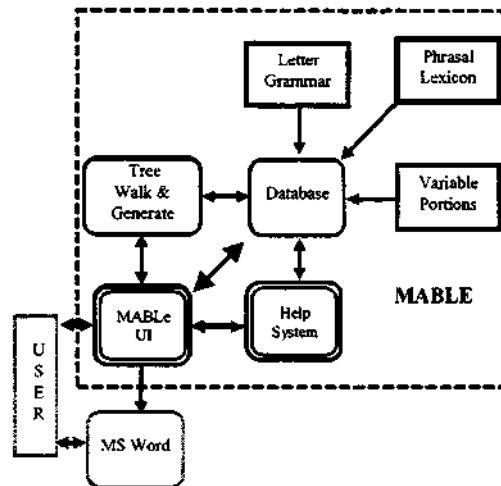 Letter
Grammar
Phrasal
Lexicon
Tree
Walk &
Generate
Database
Variable
Portions
MABLE
MABLe
UI
Help
System
U
S
E
R
MS Word